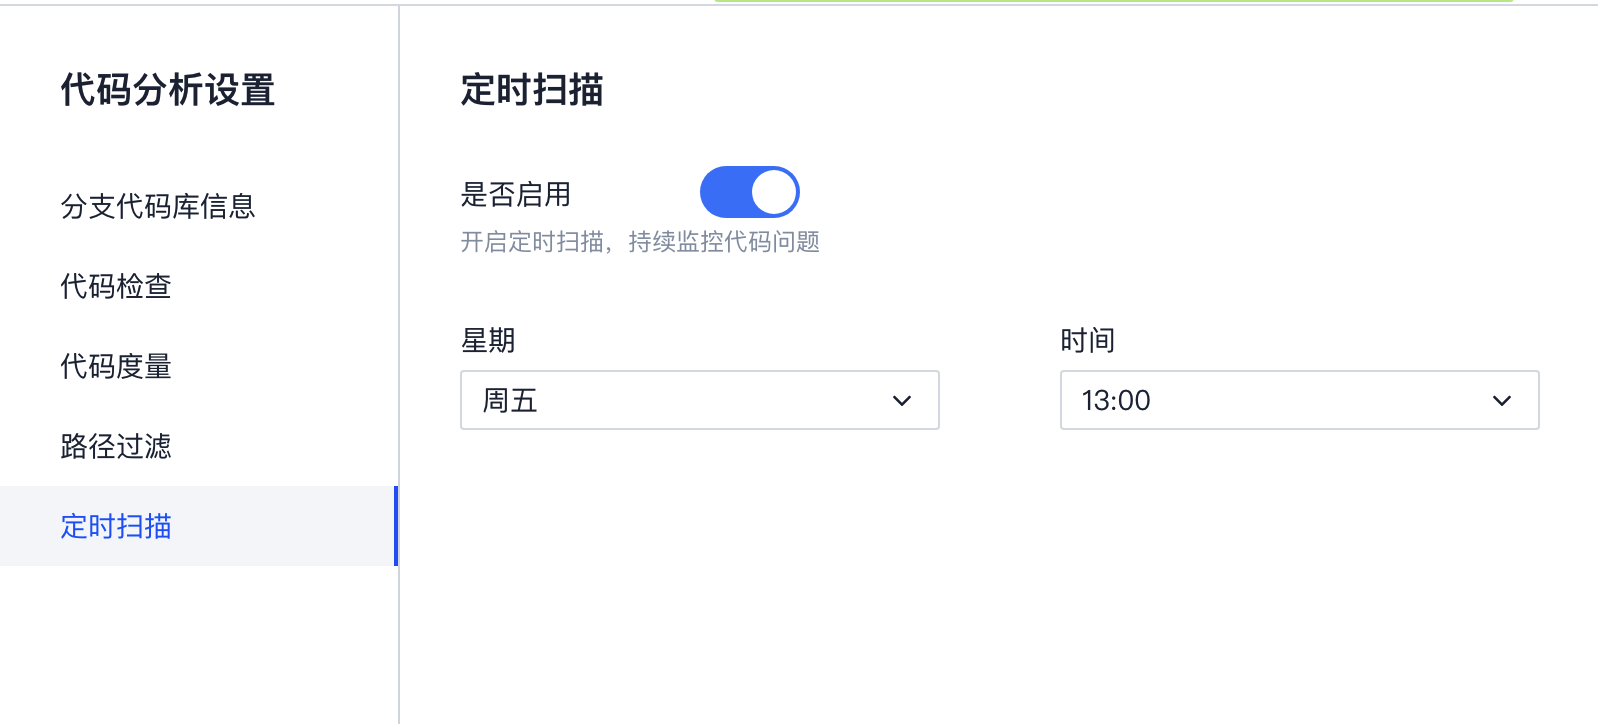 代码分析设置
分支代码库信息
代码检查
代码度量
路径过滤
定时扫描
定时扫描
是否启用
开启定时扫描，持续监控代码问题
星期
周五
时间
13:00